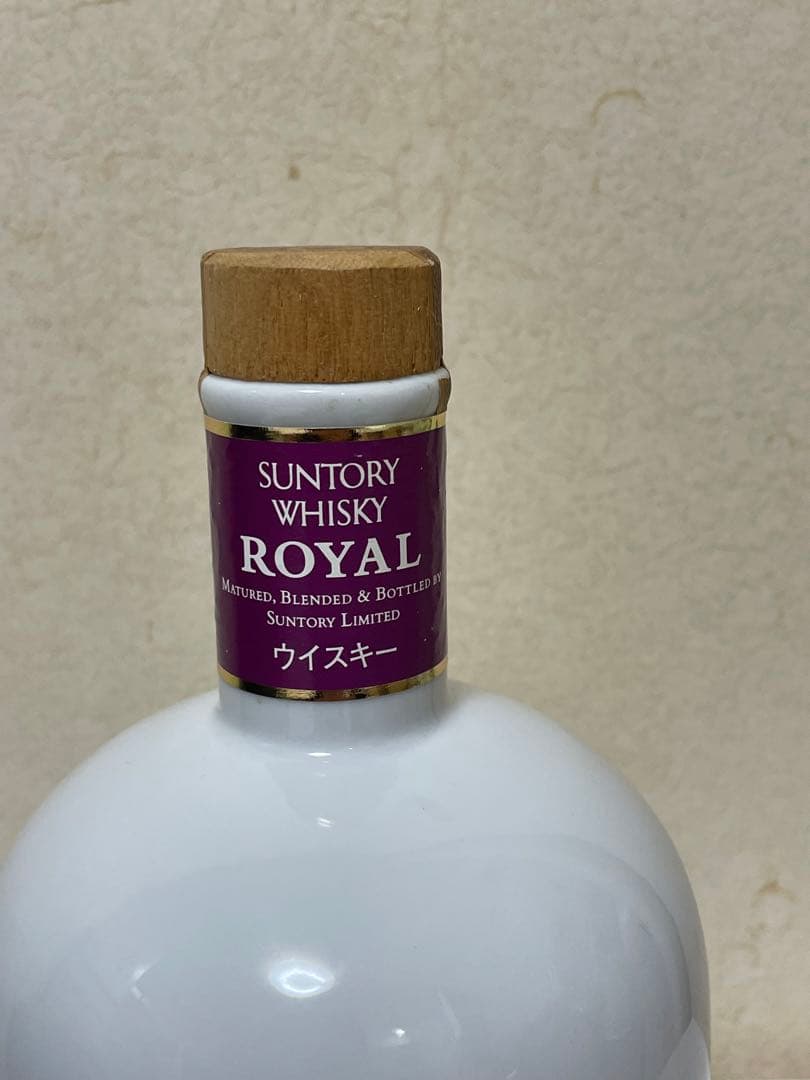 SUNTORY
WHISKY
ROYAL
MATURED, BLENDED & BOTTLED BY
SUNTORY LIMITED
ウイスキー